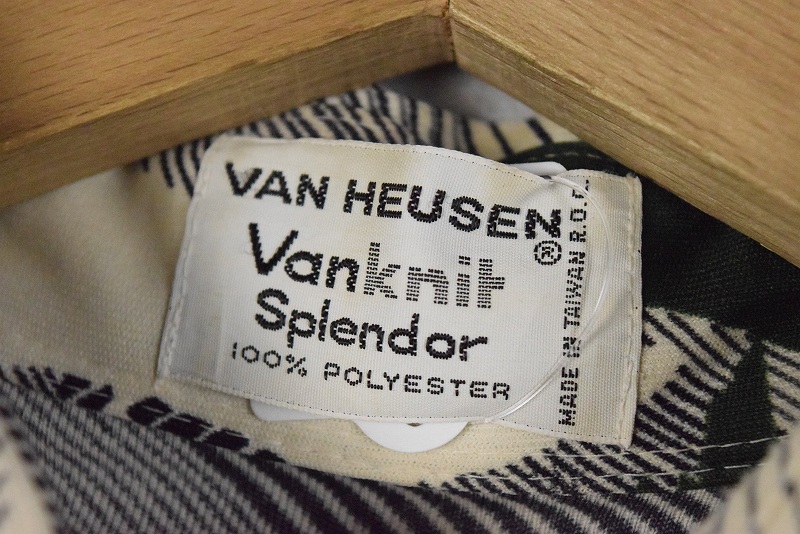 VAN HEUSEN®
Vanknit
Splendor
100% POLYESTER
MADE IN TAIWAN R.O.C.